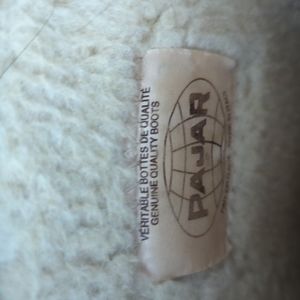 VÉRITABLE BOTTES DE QUALITÉ
GENUINE QUALITY BOOTS
PAJAR